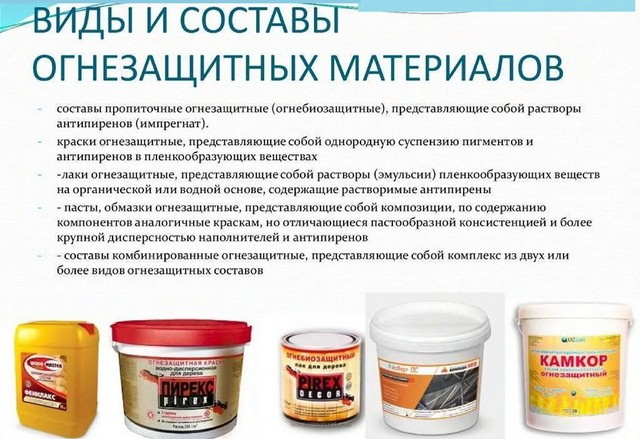 ВИДЫ И СОСТАВЫ
ОГНЕЗАЩИТНЫХ МАТЕРИАЛОВ
- составы пропиточные огнезащитные (огнебиозащитные), представляющие собой растворы
антипиренов (импрегнат).
- краски огнезащитные, представляющие собой однородную суспензию пигментов и
антипиренов в пленкообразующих веществах
- -лаки огнезащитные, представляющие собой растворы (эмульсии) пленкообразующих веществ
на органической или водной основе, содержащие растворимые антипирены
- - пасты, обмазки огнезащитные, представляющие собой композиции, по содержанию
компонентов аналогичные краскам, но отличающиеся пастообразной консистенцией и более
крупной дисперсностью наполнителей и антипиренов
- - составы комбинированные огнезащитные, представляющие собой комплекс из двух или
более видов огнезащитных составов
ФЕНИЛАКС
ОГНЕЗАЩИТНАЯ КРАСКА
водно-дисперсионная
для дерева
ПИРЕКС
pirex
ОГНЕБИОЗАЩИТНЫЙ
лак для дерева
PIREX
DECOR
КАМКОР
огнезащитный